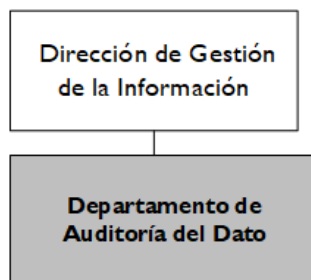 Dirección de Gestión
de la Información
Departamento de
Auditoría del Dato